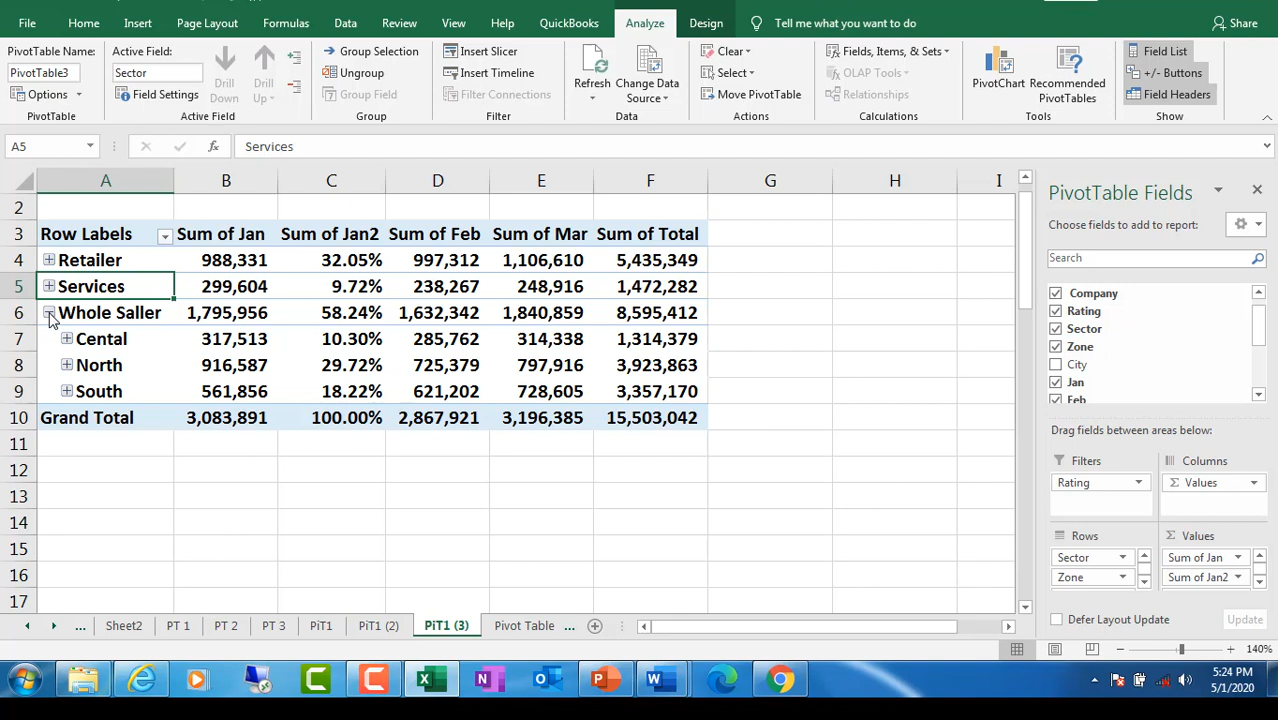 File Home Insert Page Layout Formulas Data Review View Help QuickBooks Analyze Design Tell me what you want to do Share
PivotTable Name: Active Field: Group Selection Insert Slicer Clear Fields, Items, & Sets Field List
PivotTable3 Sector Drill Down Drill Up Ungroup Insert Timeline Refresh Change Data Source Select OLAP Tools PivotChart Recommended PivotTables +/- Buttons
Options Field Settings Group Field Filter Connections Move PivotTable Relationships Field Headers
PivotTable Active Field Group Filter Data Actions Calculations Tools Show
A5 fx Services
A B C D E F G H I
2
3 Row Labels Sum of Jan Sum of Jan2 Sum of Feb Sum of Mar Sum of Total
4 Retailer 988,331 32.05% 997,312 1,106,610 5,435,349
5 Services 299,604 9.72% 238,267 248,916 1,472,282
6 Whole Saller 1,795,956 58.24% 1,632,342 1,840,859 8,595,412
7 Cental 317,513 10.30% 285,762 314,338 1,314,379
8 North 916,587 29.72% 725,379 797,916 3,923,863
9 South 561,856 18.22% 621,202 728,605 3,357,170
10 Grand Total 3,083,891 100.00% 2,867,921 3,196,385 15,503,042
11
12
13
14
15
16
17
PivotTable Fields
Choose fields to add to report:
Search
Company
Rating
Sector
Zone
City
Jan
Feb
Drag fields between areas below:
Filters Columns
Rating Σ Values
Rows Σ Values
Sector Sum of Jan
Zone Sum of Jan2
Defer Layout Update Update
... Sheet2 PT 1 PT 2 PT 3 PiT1 PiT1 (2) PiT1 (3) Pivot Table ...
140%
5:24 PM
5/1/2020